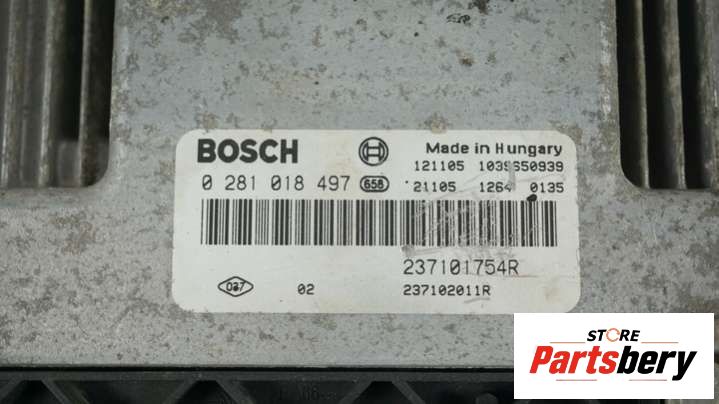 BOSCH
Made in Hungary
121105 1039S50939
0 281 018 497 658
21105 1264 0135
237101754R
037 02 237102011R
STORE
Partsbery